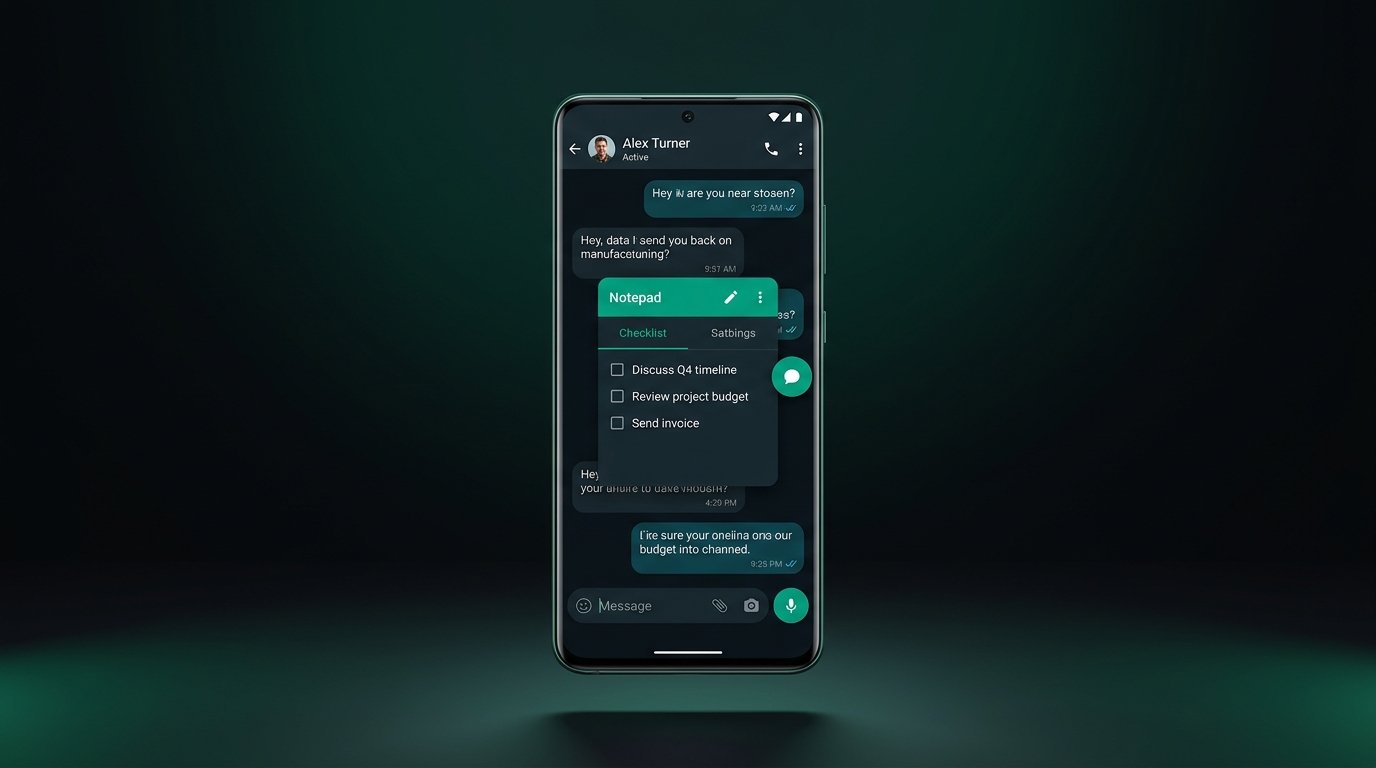 Alex Turner
Active
Hey are you near stosen?
9:23 AM
Hey, data I send you back on
manufacetuning?
9:57 AM
Notepad
Checklist
Satbings
Discuss Q4 timeline
Review project budget
Send invoice
Hey
your to
4:29 PM
sure your onelina ona our
budget into channed.
9:25 PM
Message